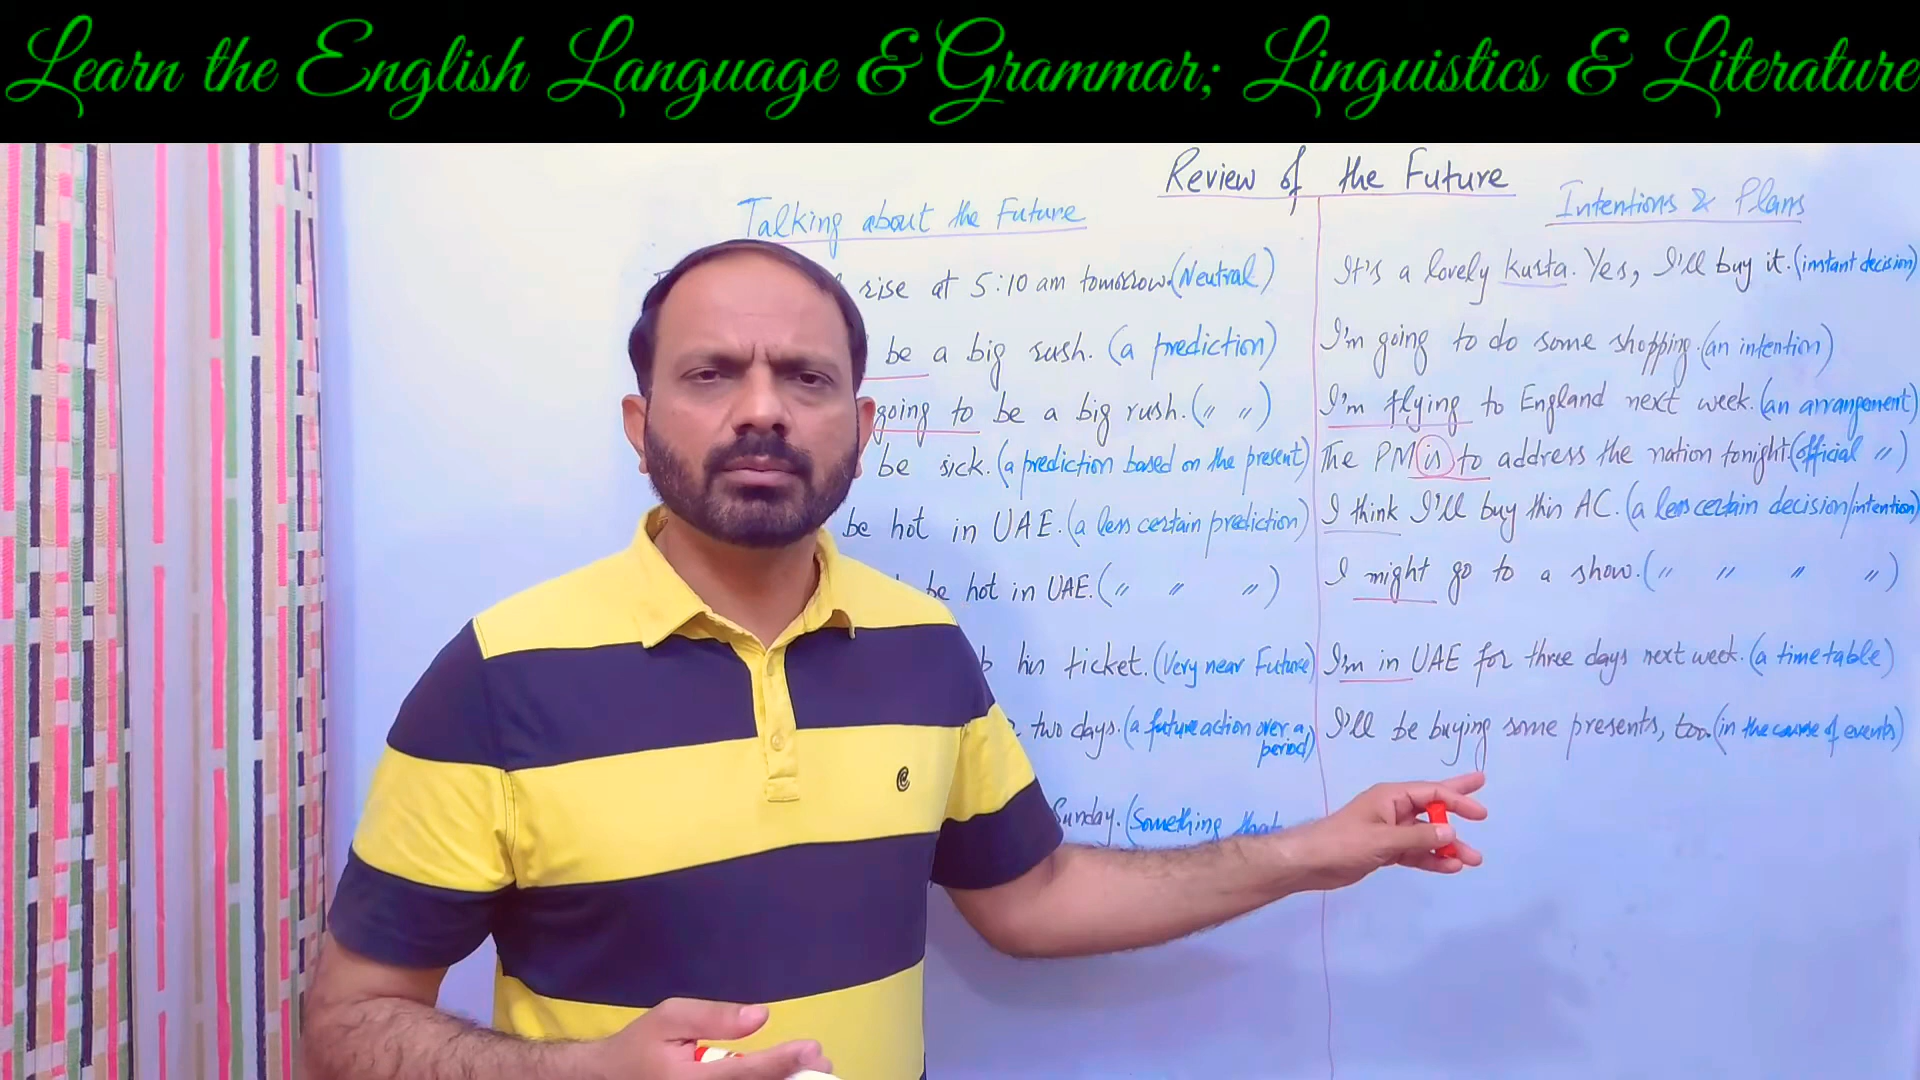 Learn the English Language & Grammar; Linguistics & Literature
Review of the Future
Talking about the Future
rise at 5:10 am tomorrow. (Neutral)
be a big rush. (a prediction)
going to be a big rush. (" ")
be sick. (a prediction based on the present)
be hot in UAE. (a less certain prediction)
be hot in UAE. (" " ")
his ticket. (Very near Future)
two days. (a future action over a period)
Sunday. (Something that
Intentions & Plans
It's a lovely kurta. Yes, I'll buy it. (instant decision)
I'm going to do some shopping. (an intention)
I'm flying to England next week. (an arrangement)
The PM is to address the nation tonight (official ")
I think I'll buy this AC. (a less certain decision/intention)
I might go to a show. (" " " ")
I'm in UAE for three days next week. (a timetable)
I'll be buying some presents, too. (in the course of events)